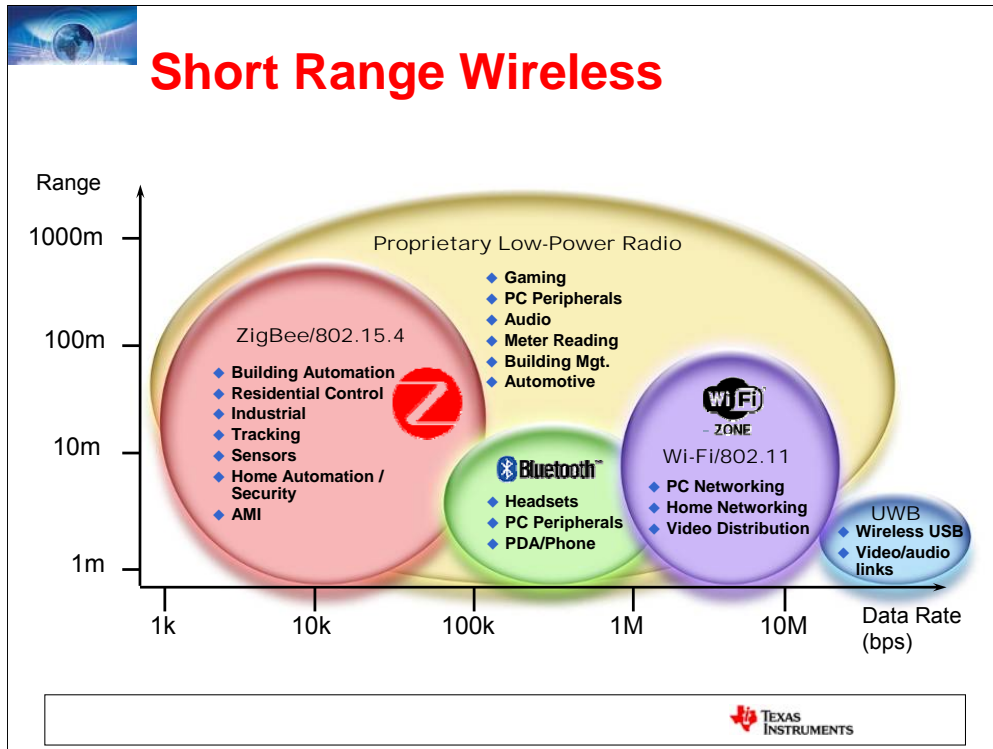 Short Range Wireless
Range
1000m
100m
10m
1m
Proprietary Low-Power Radio
Gaming
PC Peripherals
Audio
Meter Reading
Building Mgt.
Automotive
ZigBee/802.15.4
Building Automation
Residential Control
Industrial
Tracking
Sensors
Home Automation /
Security
AMI
Bluetooth™
Headsets
PC Peripherals
PDA/Phone
Wi Fi
ZONE
Wi-Fi/802.11
PC Networking
Home Networking
Video Distribution
UWB
Wireless USB
Video/audio
links
1k
10k
100k
1M
10M
Data Rate
(bps)
TEXAS
INSTRUMENTS